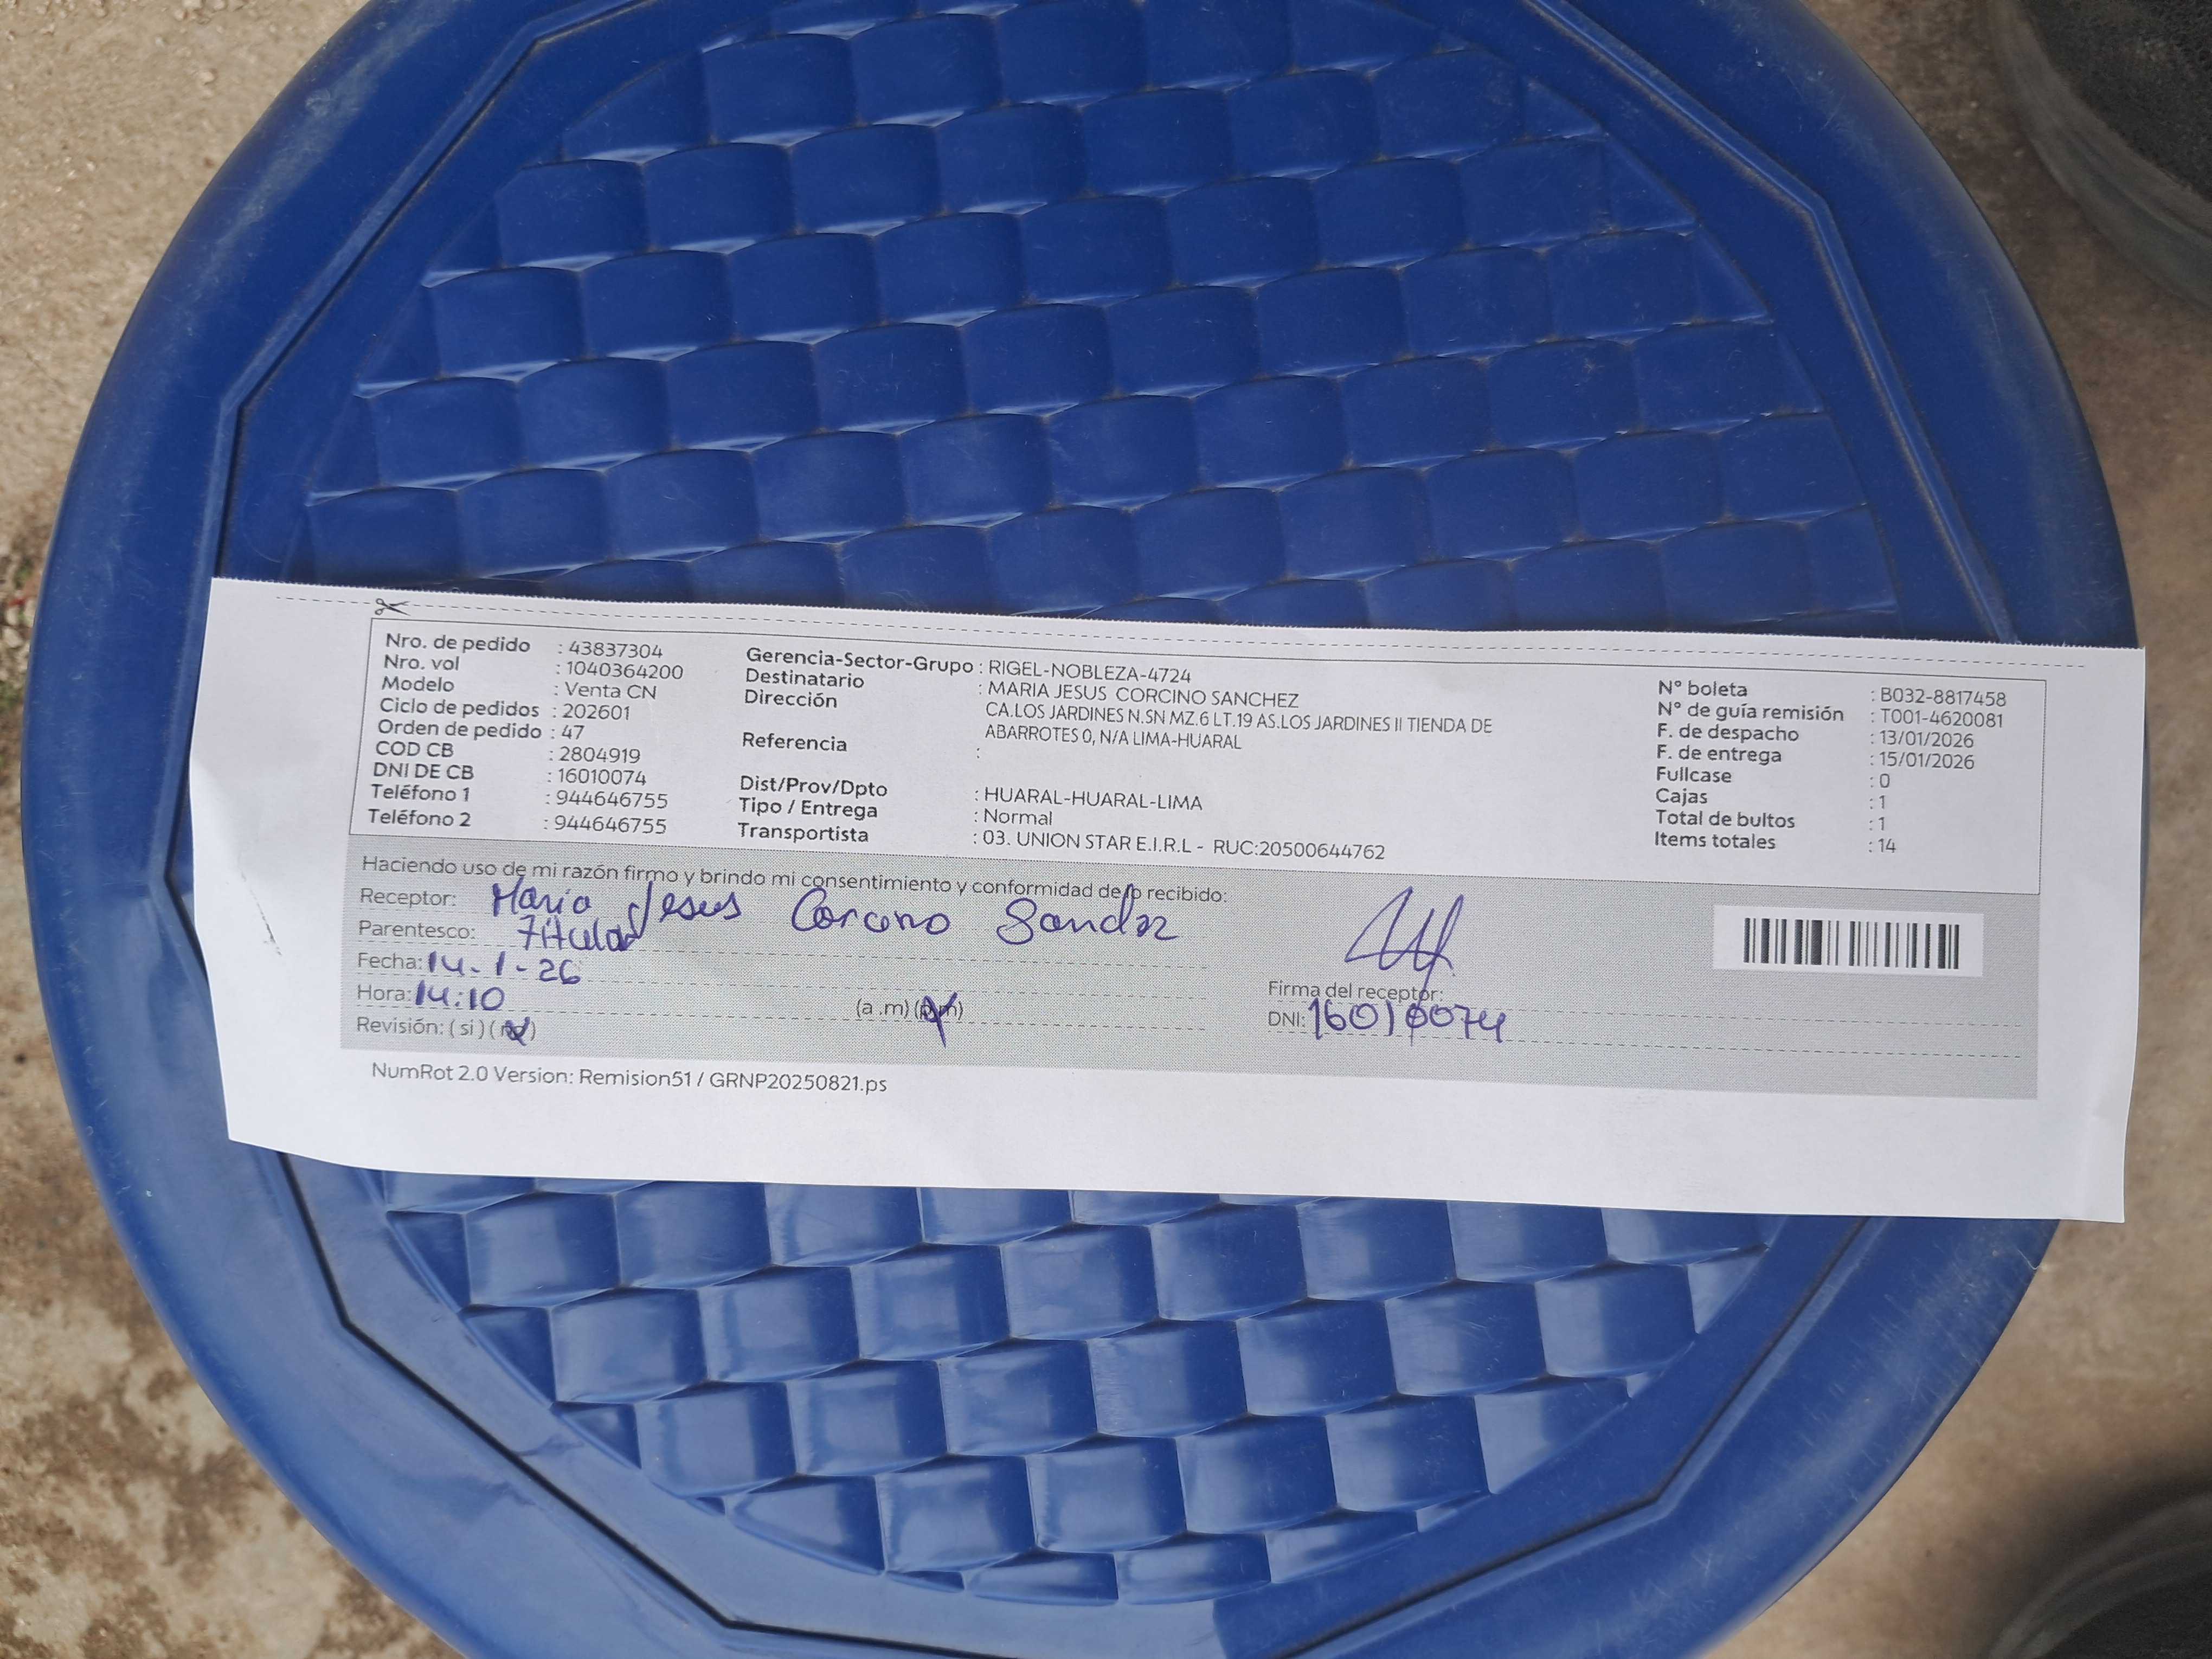 Nro. de pedido : 43837304
Nro. vol : 1040364200
Modelo : Venta CN
Ciclo de pedidos : 202601
Orden de pedido : 47
COD CB : 2804919
DNI DE CB : 16010074
Teléfono 1 : 944646755
Teléfono 2 : 944646755
Gerencia-Sector-Grupo : RIGEL-NOBLEZA-4724
Destinatario : MARIA JESUS CORCINO SANCHEZ
Dirección CA.LOS JARDINES N.SN MZ.6 LT.19 AS.LOS JARDINES II TIENDA DE
ABARROTES 0, N/A LIMA-HUARAL
Referencia :
Dist/Prov/Dpto : HUARAL-HUARAL-LIMA
Tipo / Entrega : Normal
Transportista : 03. UNION STAR E.I.R.L - RUC:20500644762
N° boleta : B032-8817458
N° de guía remisión : T001-4620081
F. de despacho : 13/01/2026
F. de entrega : 15/01/2026
Fullcase : 0
Cajas : 1
Total de bultos : 1
Items totales : 14
Haciendo uso de mi razón firmo y brindo mi consentimiento y conformidad de lo recibido:
Receptor: Maria Jesus Corcino
Parentesco: Titular
Fecha: 14-1-26
Hora: 14:10 (a .m) (p.m)
Revisión: ( si ) ( no )
Firma del receptor:
DNI: 16010074
NumRot 2.0 Version: Remision51 / GRNP20250821.ps